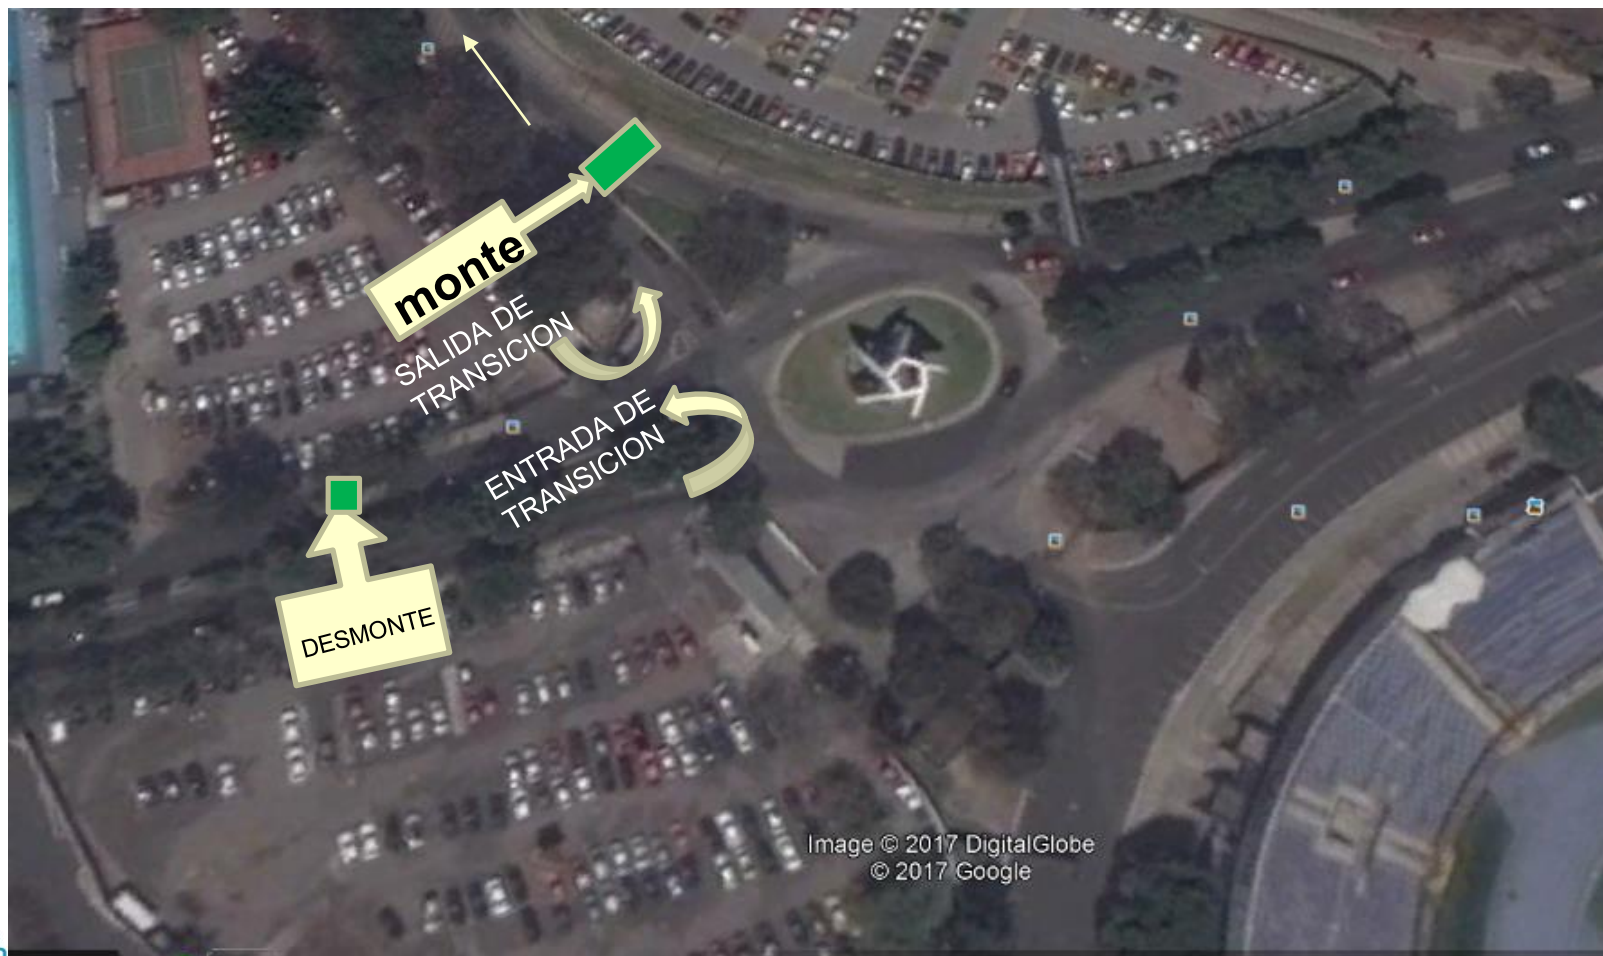 monte
SALIDA DE
TRANSICION
ENTRADA DE
TRANSICION
DESMONTE
Image © 2017 DigitalGlobe
© 2017 Google